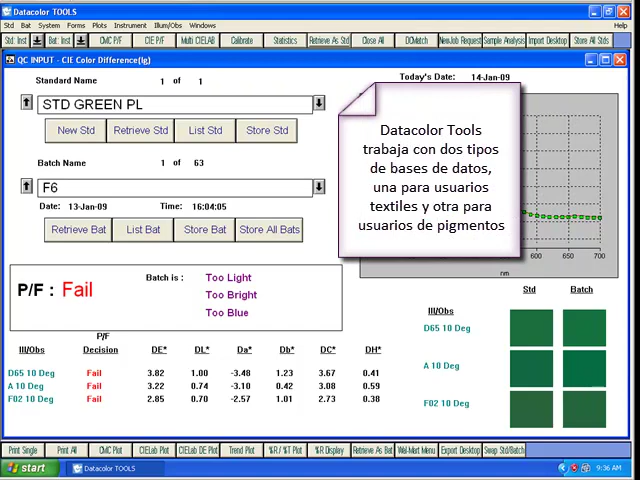 Datacolor TOOLS
Std Bat System Forms Plots Instrument Illum/Obs Windows Help
Std: Inst Bat: Inst CMC P/F CIE P/F Multi CIELAB Calibrate Statistics Retrieve As Std Close All DCIMatch New Job Request Sample Analysis Import Desktop Store All Stds
QC INPUT - CIE Color Difference(lg)
Standard Name 1 of 1 Today's Date: 14-Jan-09
STD GREEN PL
New Std Retrieve Std List Std Store Std
Datacolor Tools
trabaja con dos tipos
de bases de datos,
una para usuarios
textiles y otra para
usuarios de pigmentos
Batch Name 1 of 63
F6
Date: 13-Jan-09 Time: 16:04:05
Retrieve Bat List Bat Store Bat Store All Bats
600 650 700
nm
P/F : Fail
Batch is : Too Light
Too Bright
Too Blue
Std Batch
Ill/Obs
D65 10 Deg
A 10 Deg
F02 10 Deg
P/F
Ill/Obs Decision DE* DL* Da* Db* DC* DH*
D65 10 Deg Fail 3.82 1.00 -3.48 1.23 3.67 0.41
A 10 Deg Fail 3.22 0.74 -3.10 0.42 3.08 0.59
F02 10 Deg Fail 2.85 0.70 -2.57 1.01 2.73 0.38
Print Single Print All CMC Plot CIELab Plot CIELab DE Plot Trend Plot %R / %T Plot %R Display Retrieve As Bat Wal-Mart Menu Export Desktop Swap Std/Batch
start Datacolor TOOLS 9:36 AM